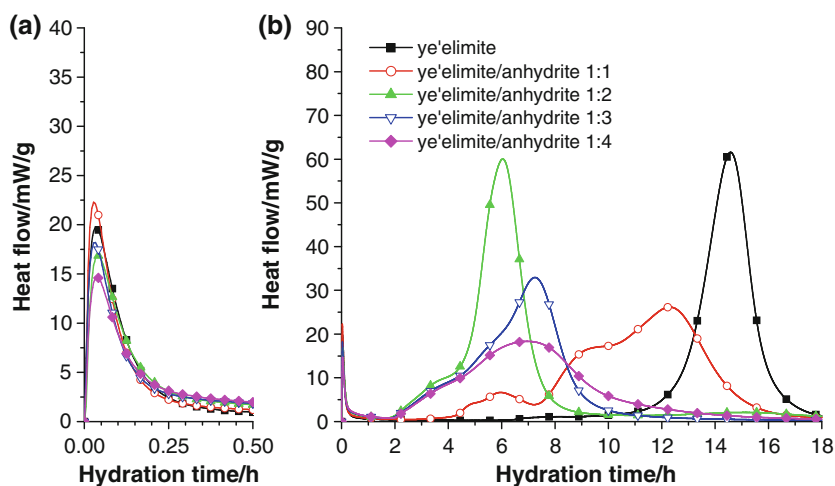 (a)
40
35
30
25
20
15
10
5
0
Heat flow/mW/g
0.00
0.25
0.50
Hydration time/h
(b)
90
80
70
60
50
40
30
20
10
0
Heat flow/mW/g
ye'elimite
ye'elimite/anhydrite 1:1
ye'elimite/anhydrite 1:2
ye'elimite/anhydrite 1:3
ye'elimite/anhydrite 1:4
0 2 4 6 8 10 12 14 16 18
Hydration time/h